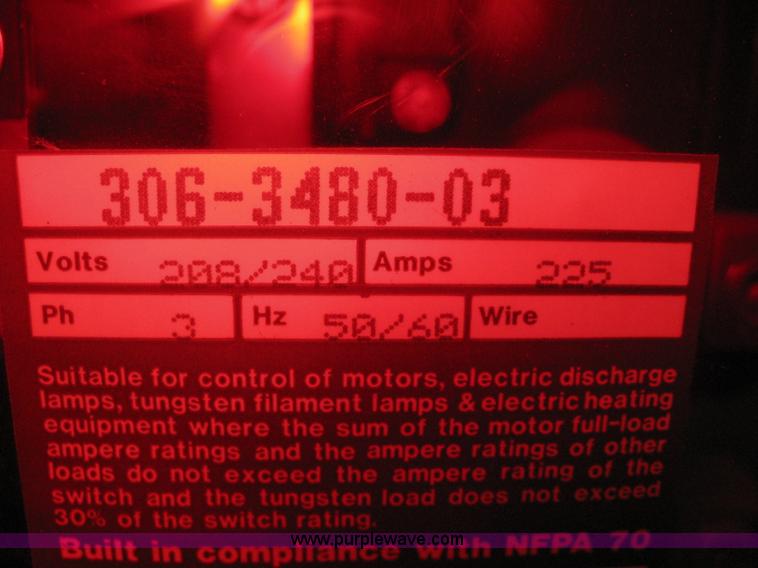 306-3480-03
Volts 208/240 Amps 225
Ph 3 Hz 50/60 Wire
Suitable for control of motors, electric discharge
lamps, tungsten filament lamps & electric heating
equipment where the sum of the motor full-load
ampere ratings and the ampere ratings of other
loads do not exceed the ampere rating of the
switch and the tungsten load does not exceed
30% of the switch rating.
Built in compliance with NFPA 70
www.purplewave.com